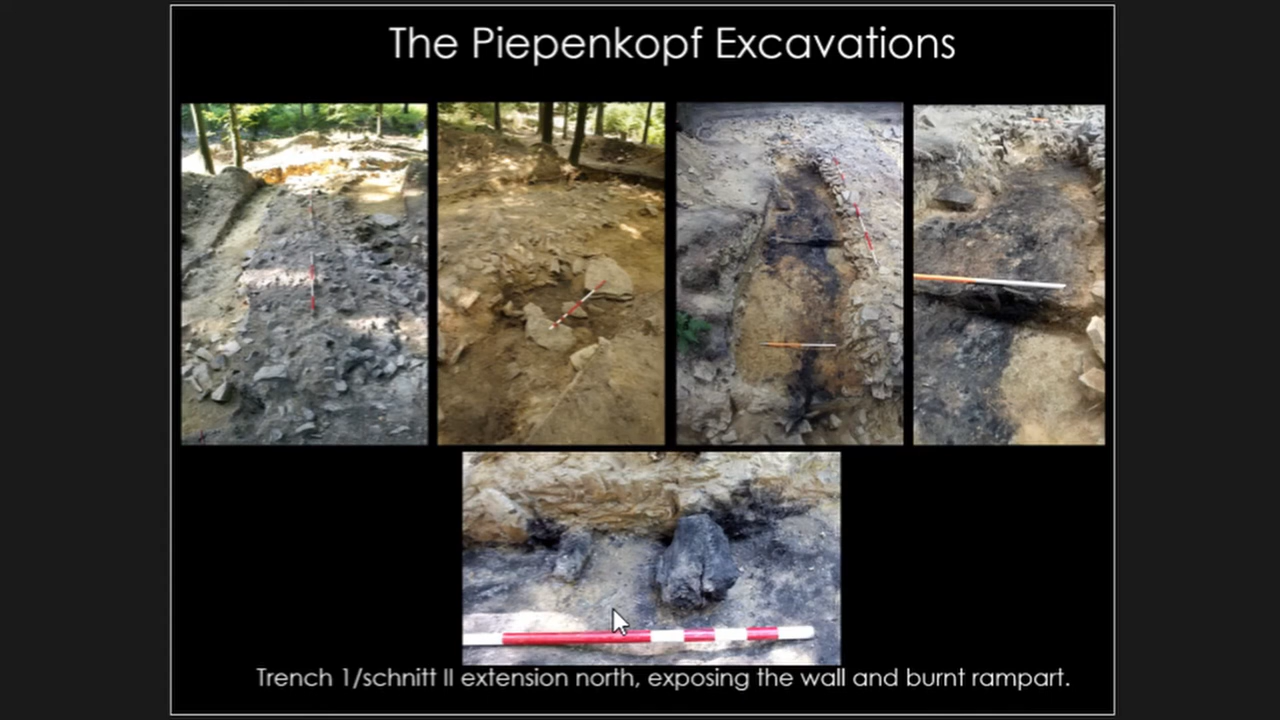 The Piepenkopf Excavations
Trench 1/schnitt II extension north, exposing the wall and burnt rampart.